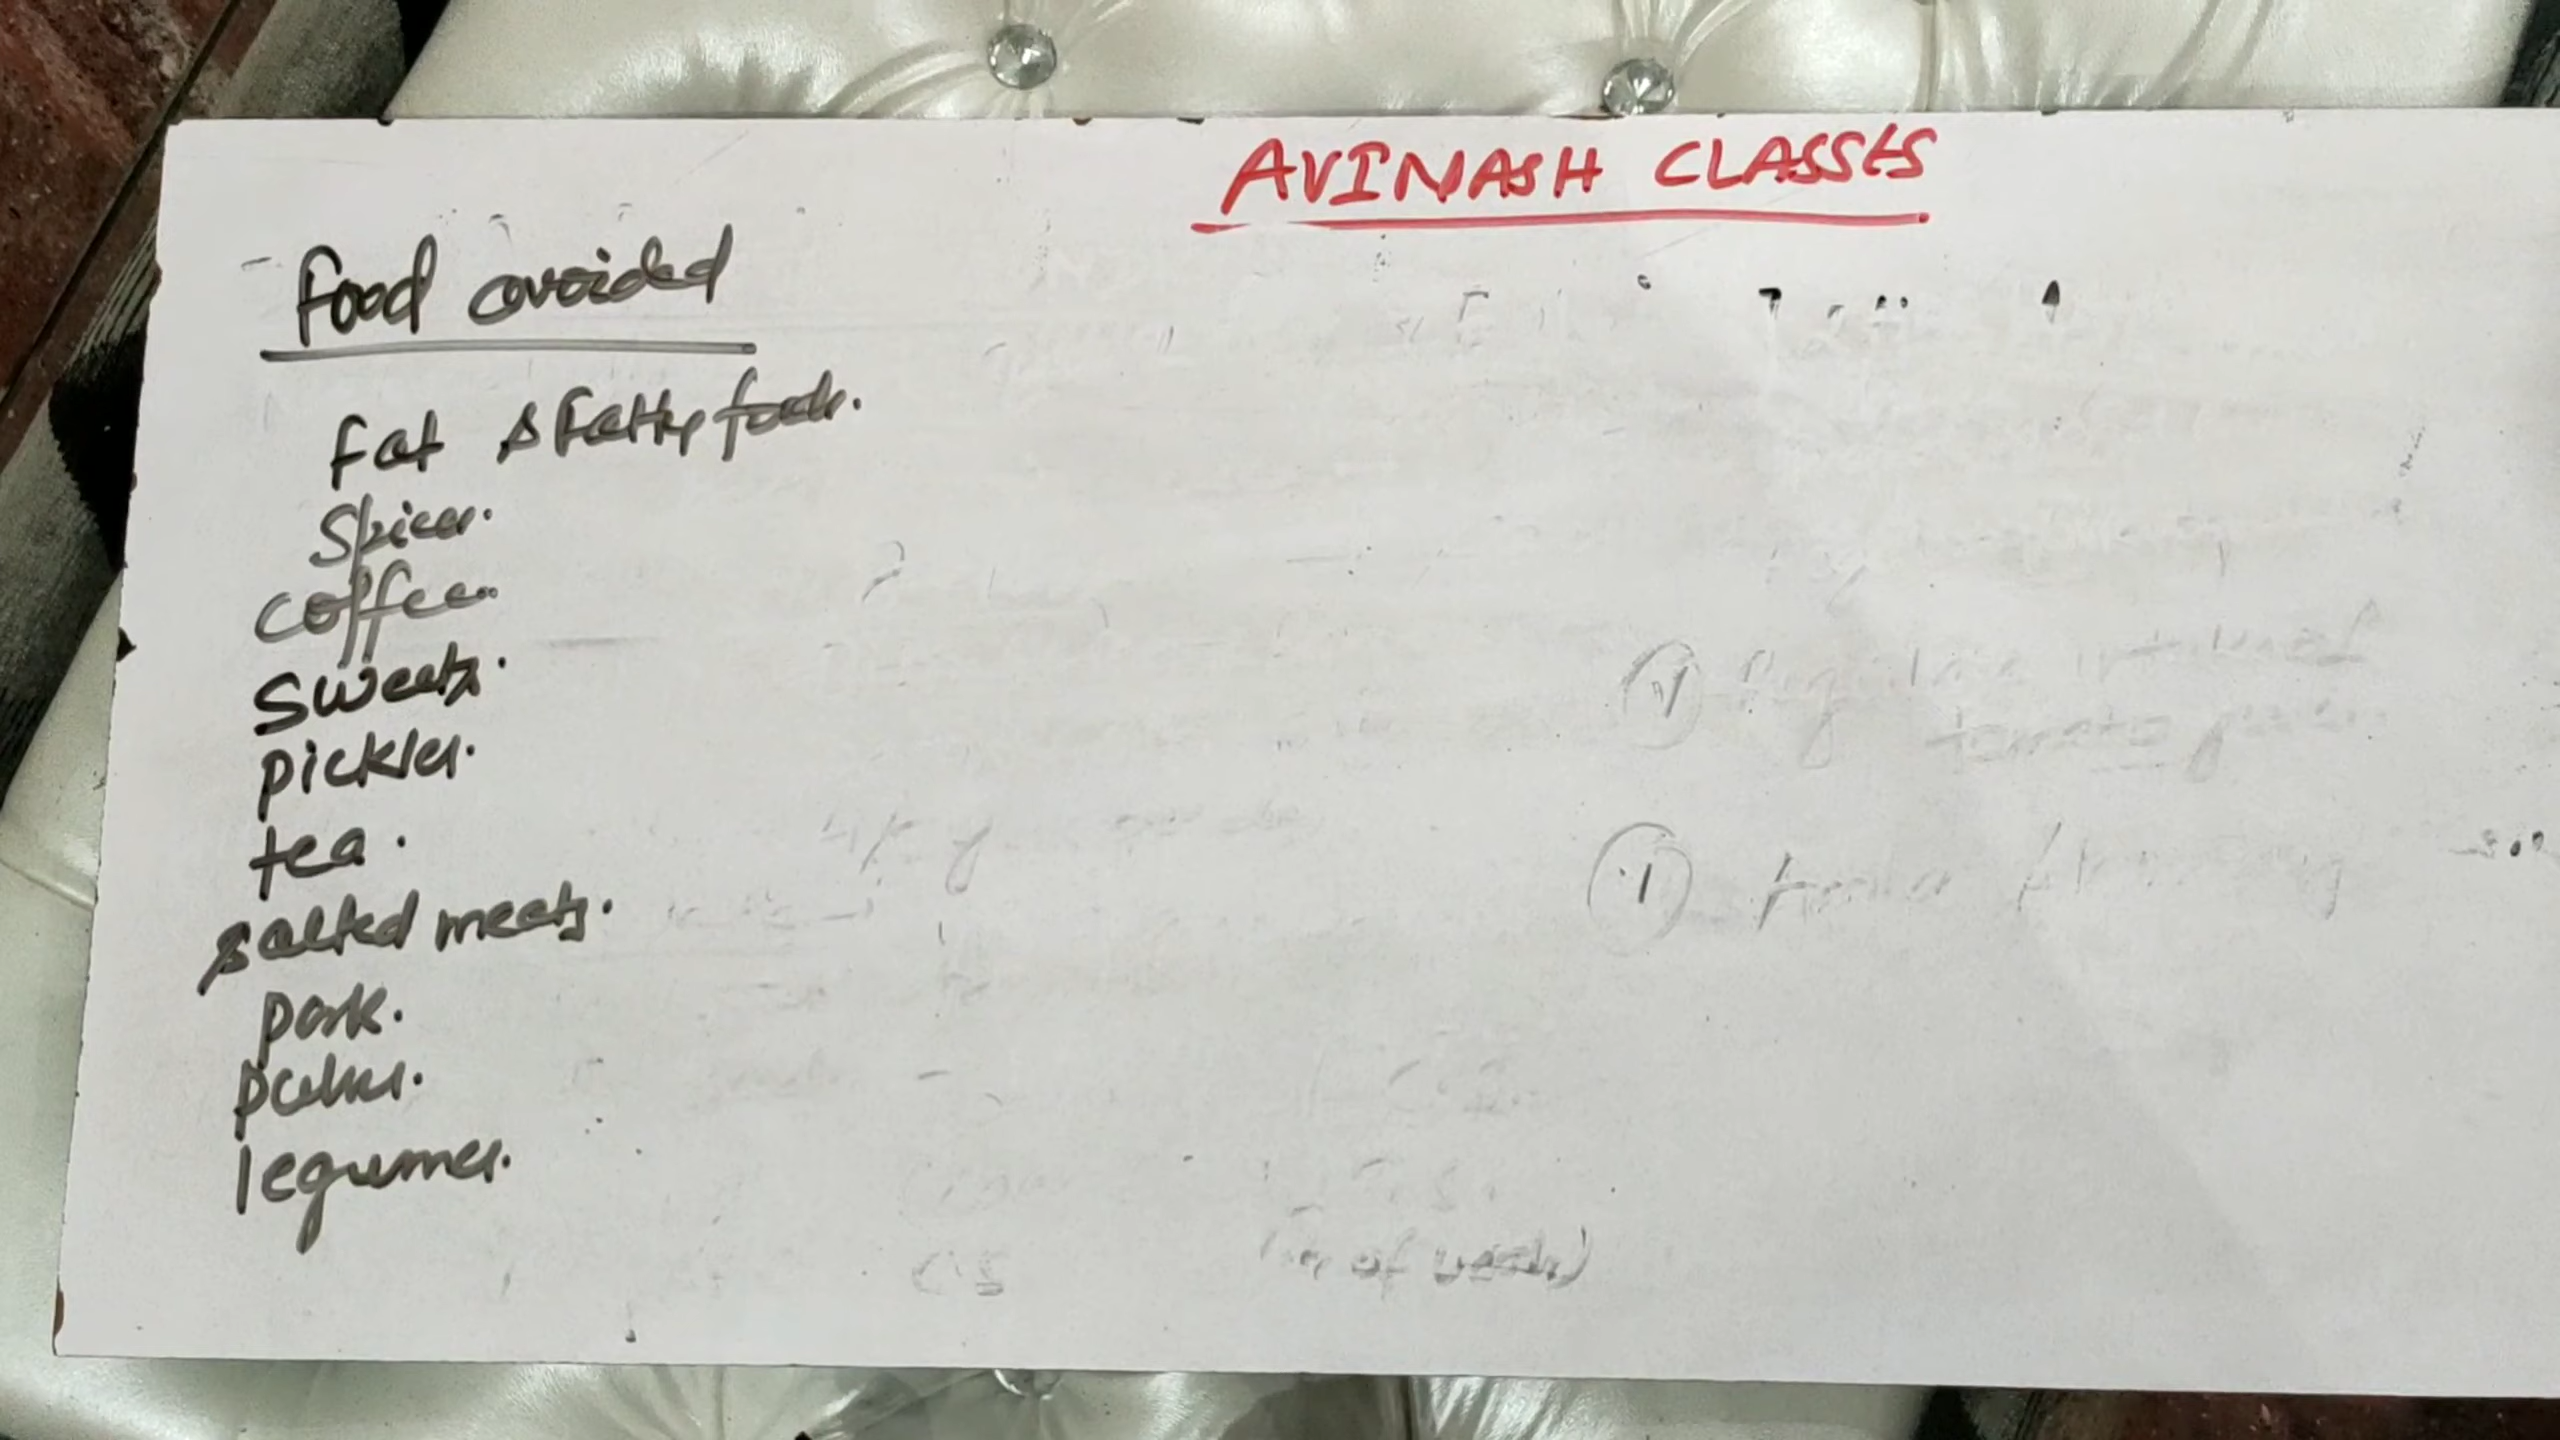 AVINASH CLASSES
Food avoided
Fat & Fatty foods.
Spices.
Coffee.
Sweets.
Pickles.
tea.
salted meats.
pork.
pulses.
legumes.